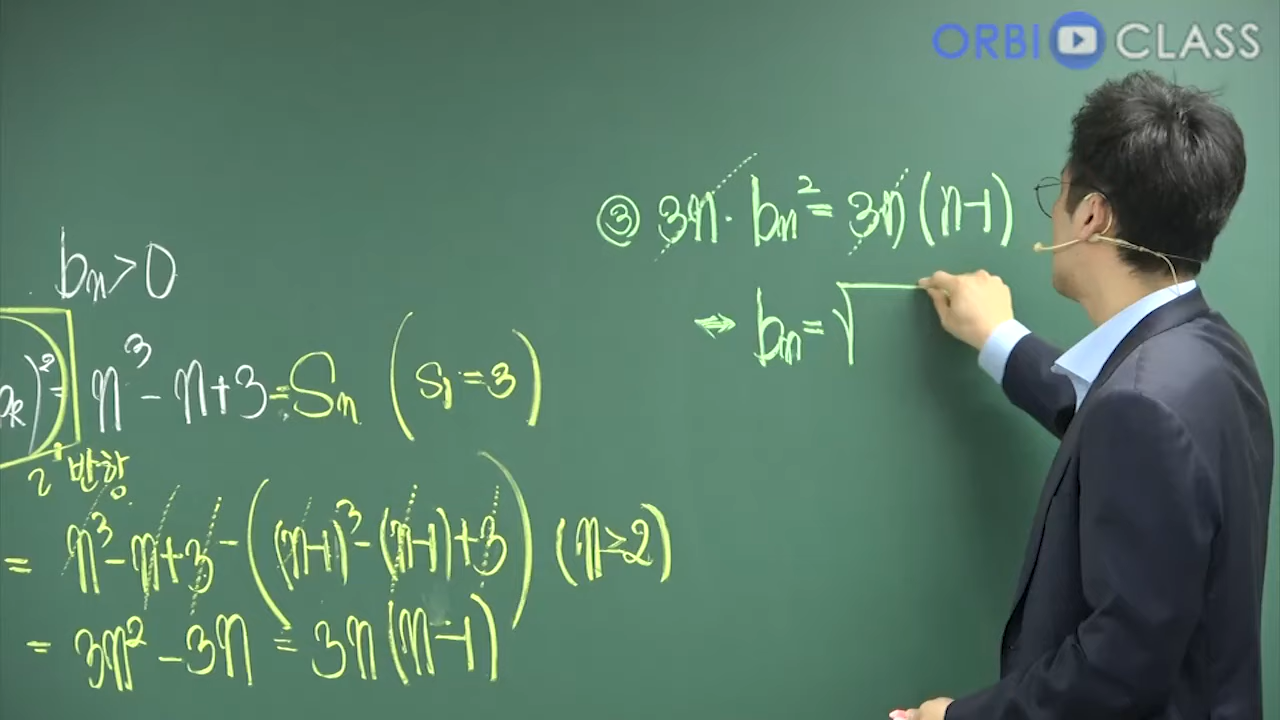 ORBI CLASS
bₙ>0
)²= n³-n+3=Sₙ (S₁=3)
2 반항
= n³-n+3-((n-1)³-(n-1)+3) (n≥2)
= 3n²-3n = 3n(n-1)
③ 3n·bₙ²=3n(n-1)
⇔ bₙ=√